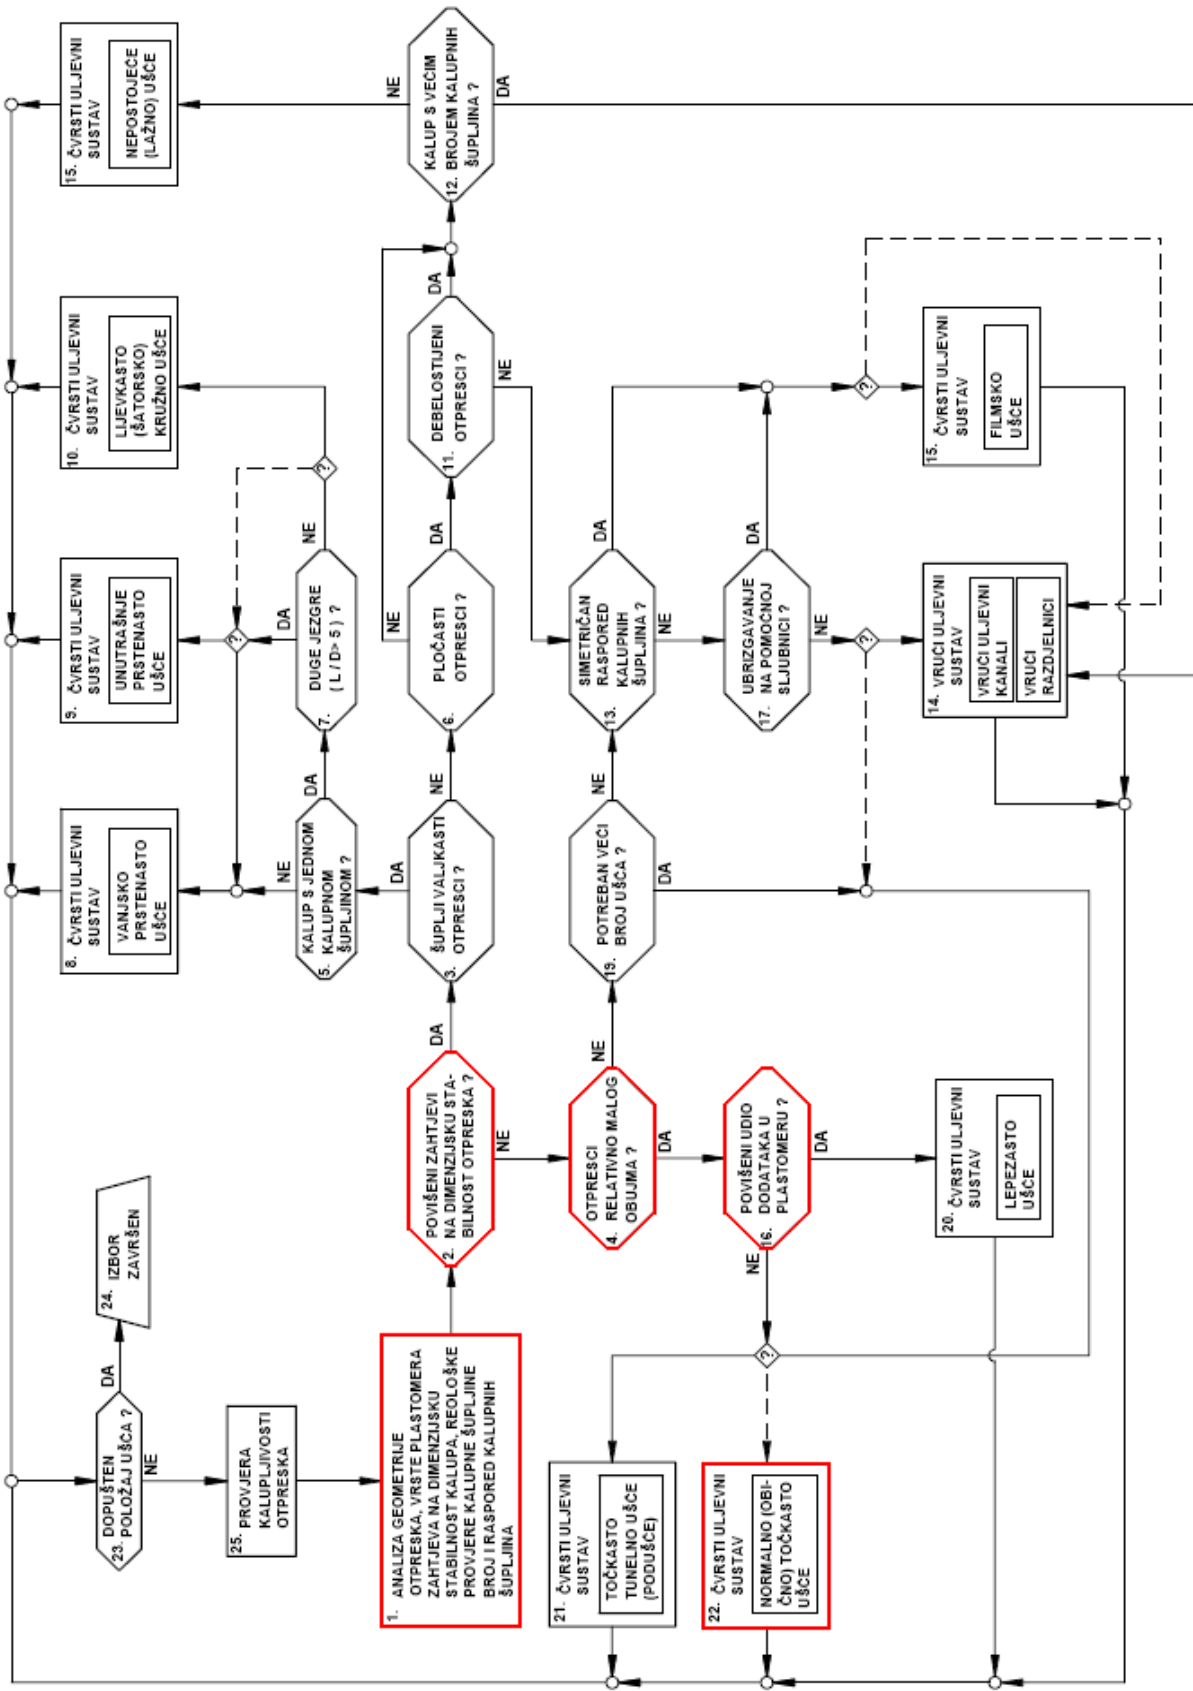 1. ANALIZA GEOMETRIJE
OTPRESKA, VRSTE PLASTOMERA
ZAHTJEVA NA DIMENZIJSKU
STABILNOST KALUPA, REOLOŠKE
PROVJERE KALUPNE ŠUPLJINE
BROJ I RASPORED KALUPNIH
ŠUPLJINA
POVIŠENI ZAHTJEVI
2. NA DIMENZIJSKU STA-
BILNOST OTPRESKA ?
DA
NE
ŠUPLJI VALJKASTI
3. OTPRESCI ?
DA
NE
OTPRESCI
4. RELATIVNO MALOG
OBUJMA ?
NE
DA
KALUP S JEDNOM
KALUPNOM
5. ŠUPLJINOM ?
NE
DA
PLOČASTI
6. OTPRESCI ?
NE
DA
DUGE JEZGRE
7. ( L / D> 5 ) ?
DA
NE
?
?
8. ČVRSTI ULJEVNI
SUSTAV
VANJSKO
PRSTENASTO
UŠĆE
9. ČVRSTI ULJEVNI
SUSTAV
UNUTRAŠNJE
PRSTENASTO
UŠĆE
10. ČVRSTI ULJEVNI
SUSTAV
LIJEVKASTO
(ŠATORSKO)
KRUŽNO UŠĆE
DEBELOSTIJENI
11. OTPRESCI ?
DA
NE
KALUP S VEĆIM
12. BROJEM KALUPNIH
ŠUPLJINA ?
NE
DA
SIMETRIČAN
RASPORED
KALUPNIH
13. ŠUPLJINA ?
DA
NE
14. VRUĆI ULJEVNI
SUSTAV
VRUĆI ULJEVNI
KANALI
VRUĆI
RAZDJELNICI
15. ČVRSTI ULJEVNI
SUSTAV
NEPOSTOJEĆE
(LAŽNO) UŠĆE
15. ČVRSTI ULJEVNI
SUSTAV
FILMSKO
UŠĆE
?
POVIŠENI UDIO
DODATAKA U
16. PLASTOMERU ?
NE
DA
?
UBRIZGAVANJE
NA POMOĆNOJ
17. SLJUBNICI ?
DA
NE
?
POTREBAN VEĆI
19. BROJ UŠĆA ?
NE
DA
20. ČVRSTI ULJEVNI
SUSTAV
LEPEZASTO
UŠĆE
21. ČVRSTI ULJEVNI
SUSTAV
TOČKASTO
TUNELNO UŠĆE
(PODUŠĆE)
22. ČVRSTI ULJEVNI
SUSTAV
NORMALNO (OBI-
ČNO) TOČKASTO
UŠĆE
DOPUŠTEN
23. POLOŽAJ UŠĆA ?
DA
NE
24. IZBOR
ZAVRŠEN
25. PROVJERA
KALUPLJIVOSTI
OTPRESKA